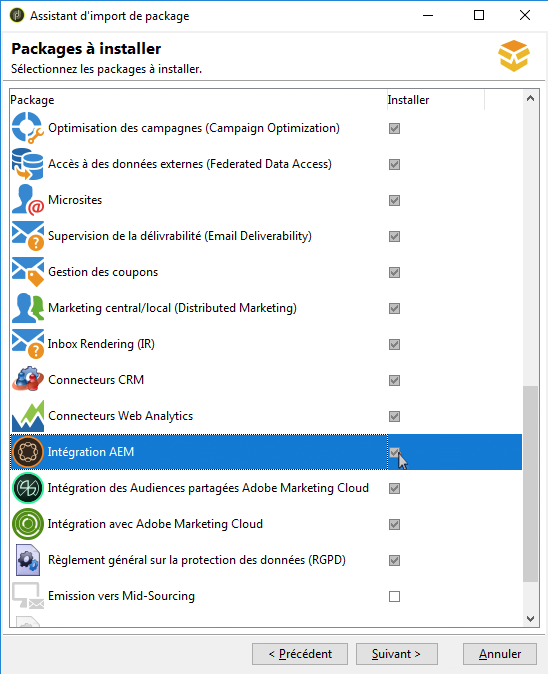 Assistant d'import de package
Packages à installer
Sélectionnez les packages à installer.
Package Installer
Optimisation des campagnes (Campaign Optimization)
Accès à des données externes (Federated Data Access)
Microsites
Supervision de la délivrabilité (Email Deliverability)
Gestion des coupons
Marketing central/local (Distributed Marketing)
Inbox Rendering (IR)
Connecteurs CRM
Connecteurs Web Analytics
Intégration AEM
Intégration des Audiences partagées Adobe Marketing Cloud
Intégration avec Adobe Marketing Cloud
Règlement général sur la protection des données (RGPD)
Emission vers Mid-Sourcing
< Précédent Suivant > Annuler